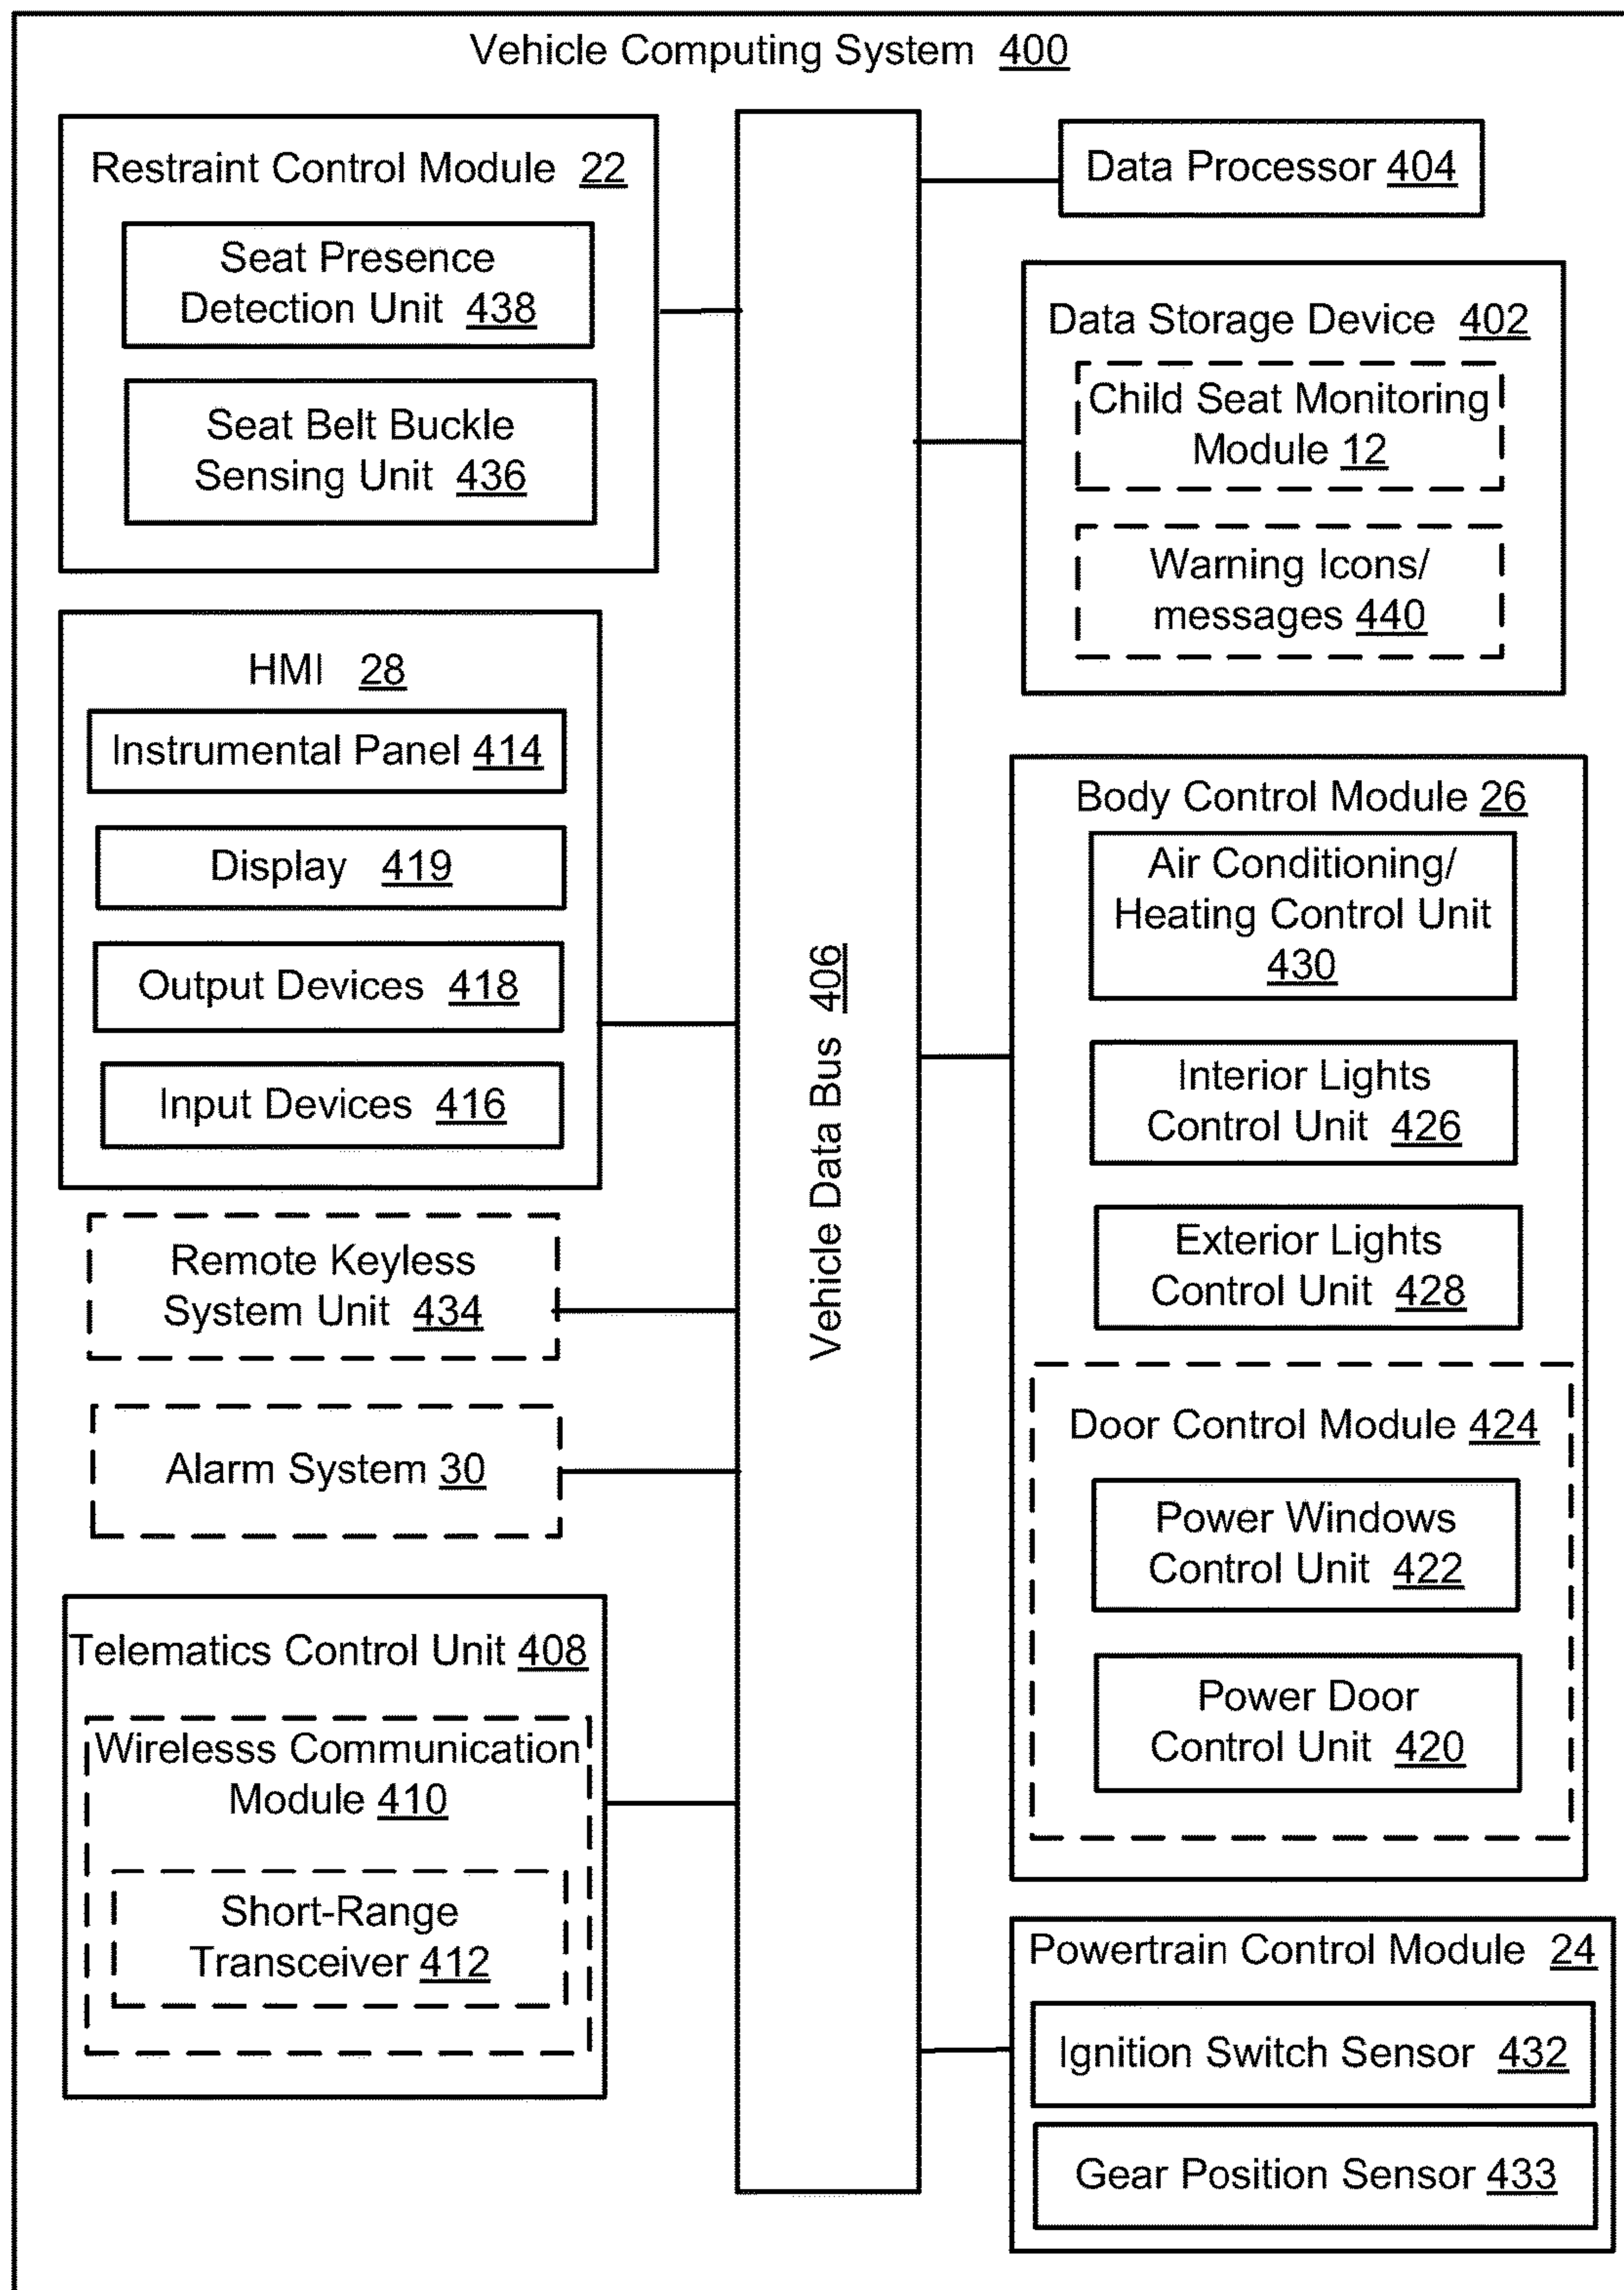 Vehicle Computing System 400
Restraint Control Module 22
Seat Presence
Detection Unit 438
Seat Belt Buckle
Sensing Unit 436
HMI 28
Instrumental Panel 414
Display 419
Output Devices 418
Input Devices 416
Remote Keyless
System Unit 434
Alarm System 30
Telematics Control Unit 408
Wirelesss Communication
Module 410
Short-Range
Transceiver 412
Vehicle Data Bus 406
Data Processor 404
Data Storage Device 402
Child Seat Monitoring
Module 12
Warning Icons/
messages 440
Body Control Module 26
Air Conditioning/
Heating Control Unit
430
Interior Lights
Control Unit 426
Exterior Lights
Control Unit 428
Door Control Module 424
Power Windows
Control Unit 422
Power Door
Control Unit 420
Powertrain Control Module 24
Ignition Switch Sensor 432
Gear Position Sensor 433